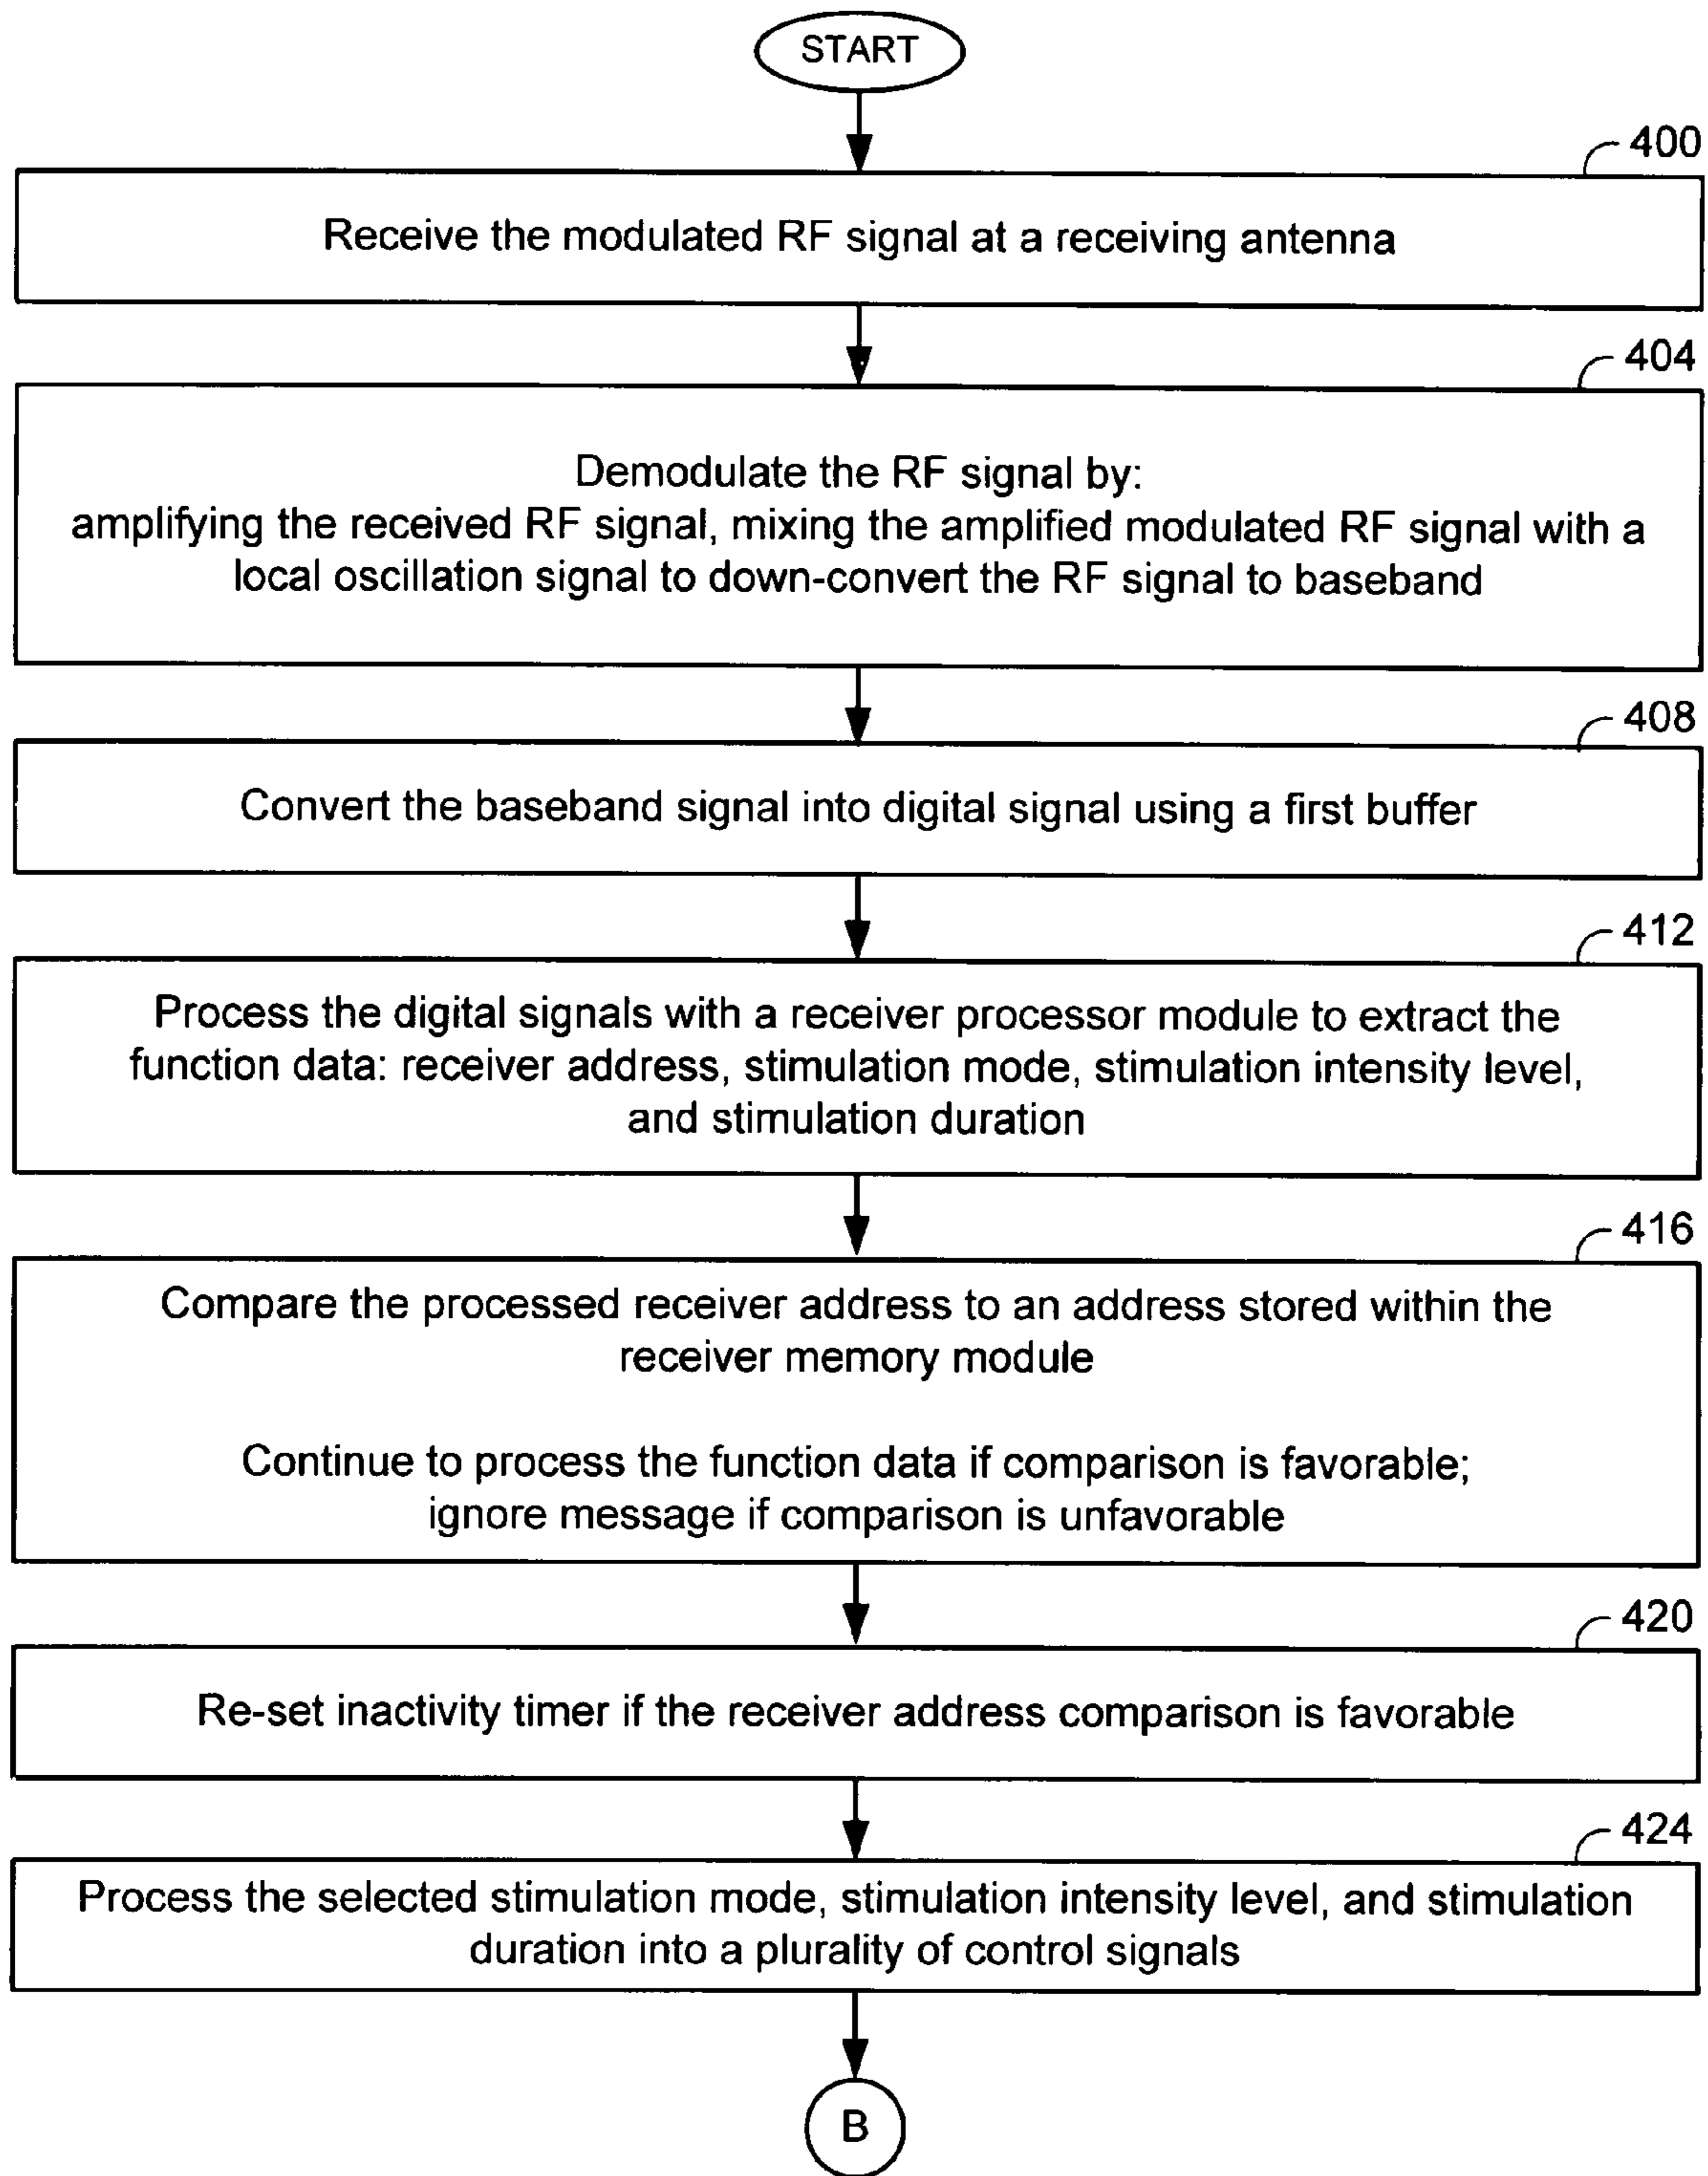 START
400
Receive the modulated RF signal at a receiving antenna
404
Demodulate the RF signal by:
amplifying the received RF signal, mixing the amplified modulated RF signal with a
local oscillation signal to down-convert the RF signal to baseband
408
Convert the baseband signal into digital signal using a first buffer
412
Process the digital signals with a receiver processor module to extract the
function data: receiver address, stimulation mode, stimulation intensity level,
and stimulation duration
416
Compare the processed receiver address to an address stored within the
receiver memory module
Continue to process the function data if comparison is favorable;
ignore message if comparison is unfavorable
420
Re-set inactivity timer if the receiver address comparison is favorable
424
Process the selected stimulation mode, stimulation intensity level, and stimulation
duration into a plurality of control signals
B